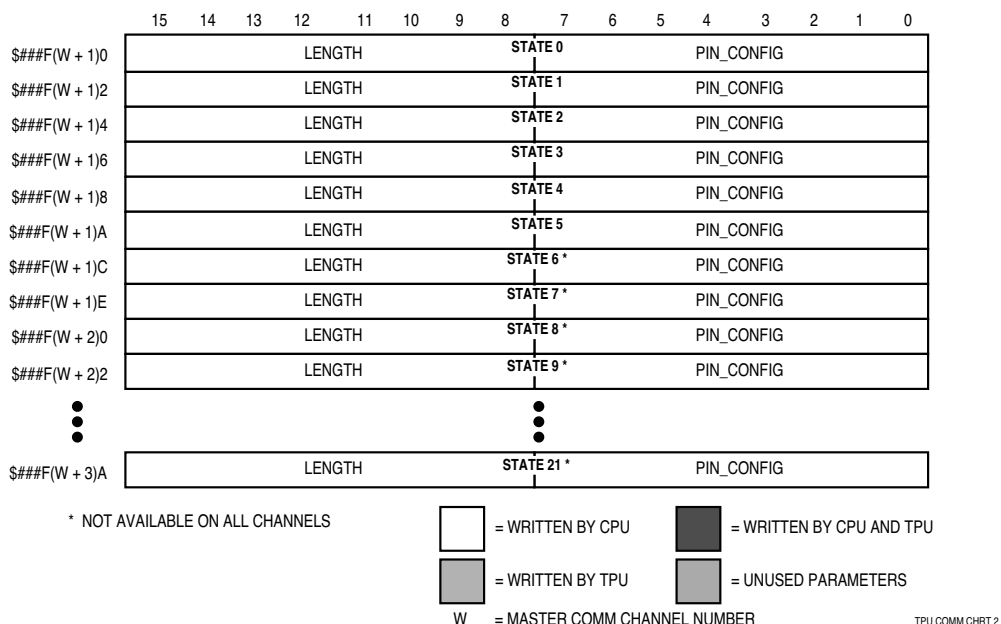 15 14 13 12 11 10 9 8 7 6 5 4 3 2 1 0
$###F(W + 1)0 LENGTH STATE 0 PIN_CONFIG
$###F(W + 1)2 LENGTH STATE 1 PIN_CONFIG
$###F(W + 1)4 LENGTH STATE 2 PIN_CONFIG
$###F(W + 1)6 LENGTH STATE 3 PIN_CONFIG
$###F(W + 1)8 LENGTH STATE 4 PIN_CONFIG
$###F(W + 1)A LENGTH STATE 5 PIN_CONFIG
$###F(W + 1)C LENGTH STATE 6 * PIN_CONFIG
$###F(W + 1)E LENGTH STATE 7 * PIN_CONFIG
$###F(W + 2)0 LENGTH STATE 8 * PIN_CONFIG
$###F(W + 2)2 LENGTH STATE 9 * PIN_CONFIG
$###F(W + 3)A LENGTH STATE 21 * PIN_CONFIG
* NOT AVAILABLE ON ALL CHANNELS
= WRITTEN BY CPU = WRITTEN BY CPU AND TPU
= WRITTEN BY TPU = UNUSED PARAMETERS
W = MASTER COMM CHANNEL NUMBER
TPU COMM CHRT 2